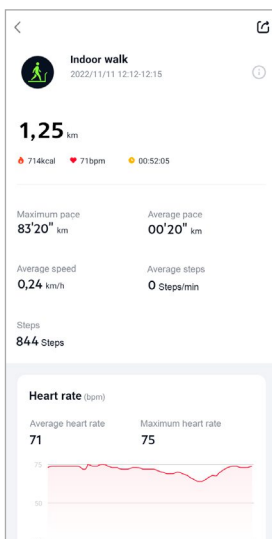 Indoor walk
2022/11/11 12:12-12:15
1,25 km
714kcal 71bpm 00:52:05
Maximum pace Average pace
83'20" km 00'20" km
Average speed Average steps
0,24 km/h 0 Steps/min
Steps
844 Steps
Heart rate (bpm)
Average heart rate Maximum heart rate
71 75
75
50